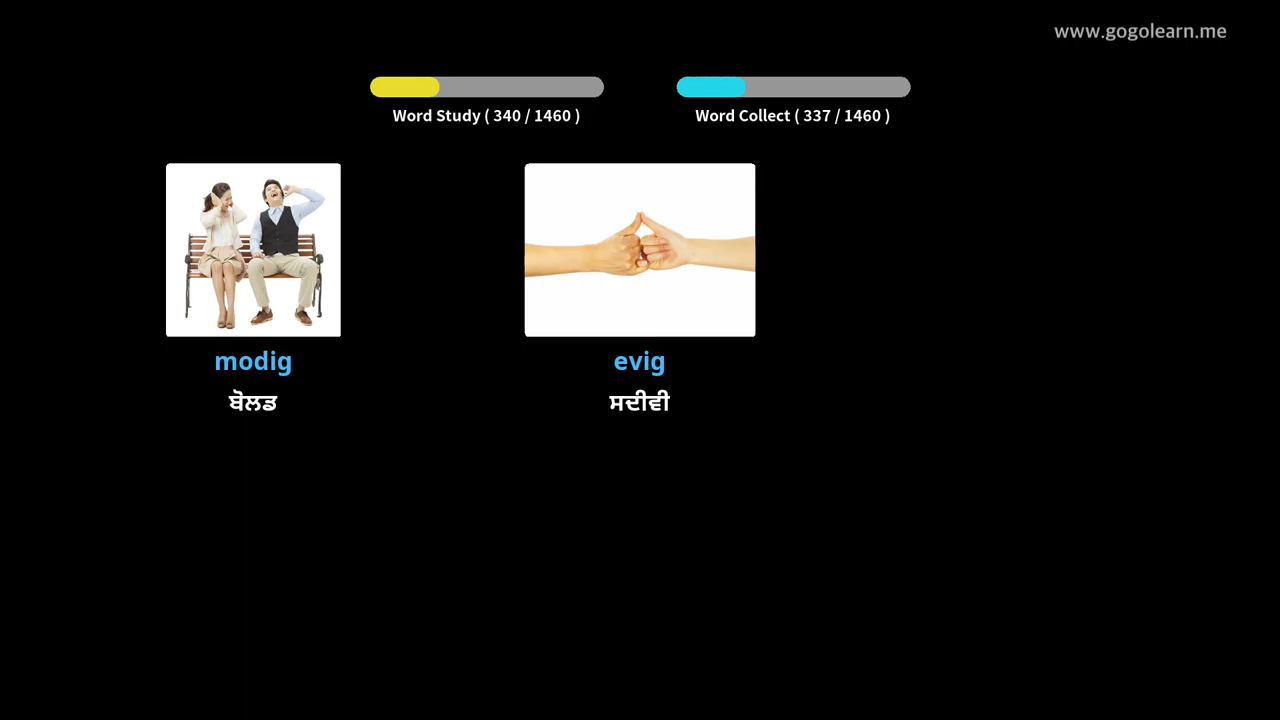 www.gogolearn.me
Word Study ( 340 / 1460 )
Word Collect ( 337 / 1460 )
modig
ਬੋਲਡ
evig
ਸਦੀਵੀ